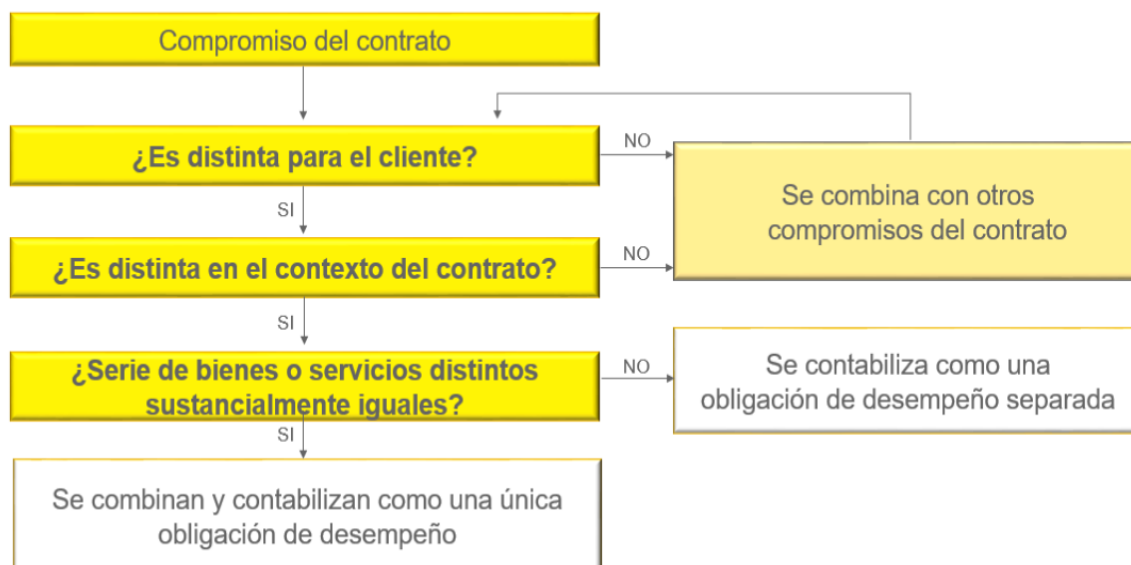 Compromiso del contrato
¿Es distinta para el cliente?
NO
Se combina con otros
compromisos del contrato
SI
¿Es distinta en el contexto del contrato?
NO
SI
¿Serie de bienes o servicios distintos
sustancialmente iguales?
NO
Se contabiliza como una
obligación de desempeño separada
SI
Se combinan y contabilizan como una única
obligación de desempeño